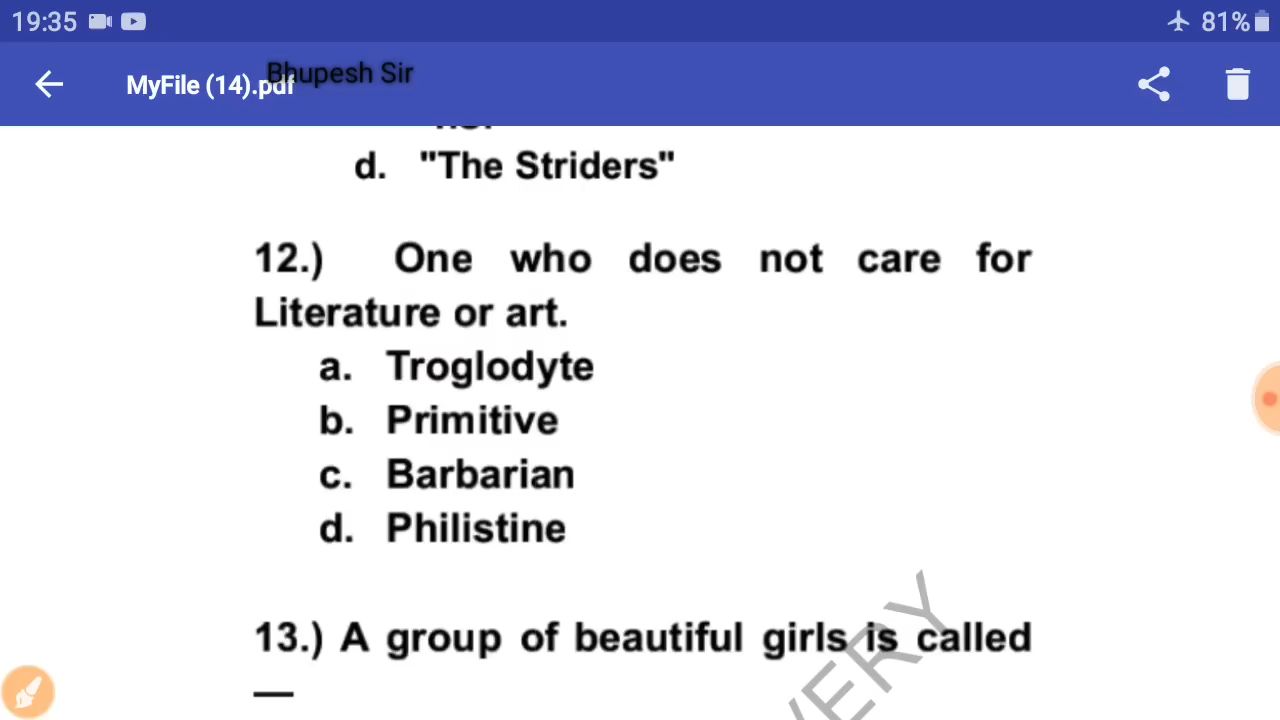 19:35 81%
MyFile (14).pdf Bhupesh Sir
d. "The Striders"
12.) One who does not care for
Literature or art.
a. Troglodyte
b. Primitive
c. Barbarian
d. Philistine
13.) A group of beautiful girls is called
—